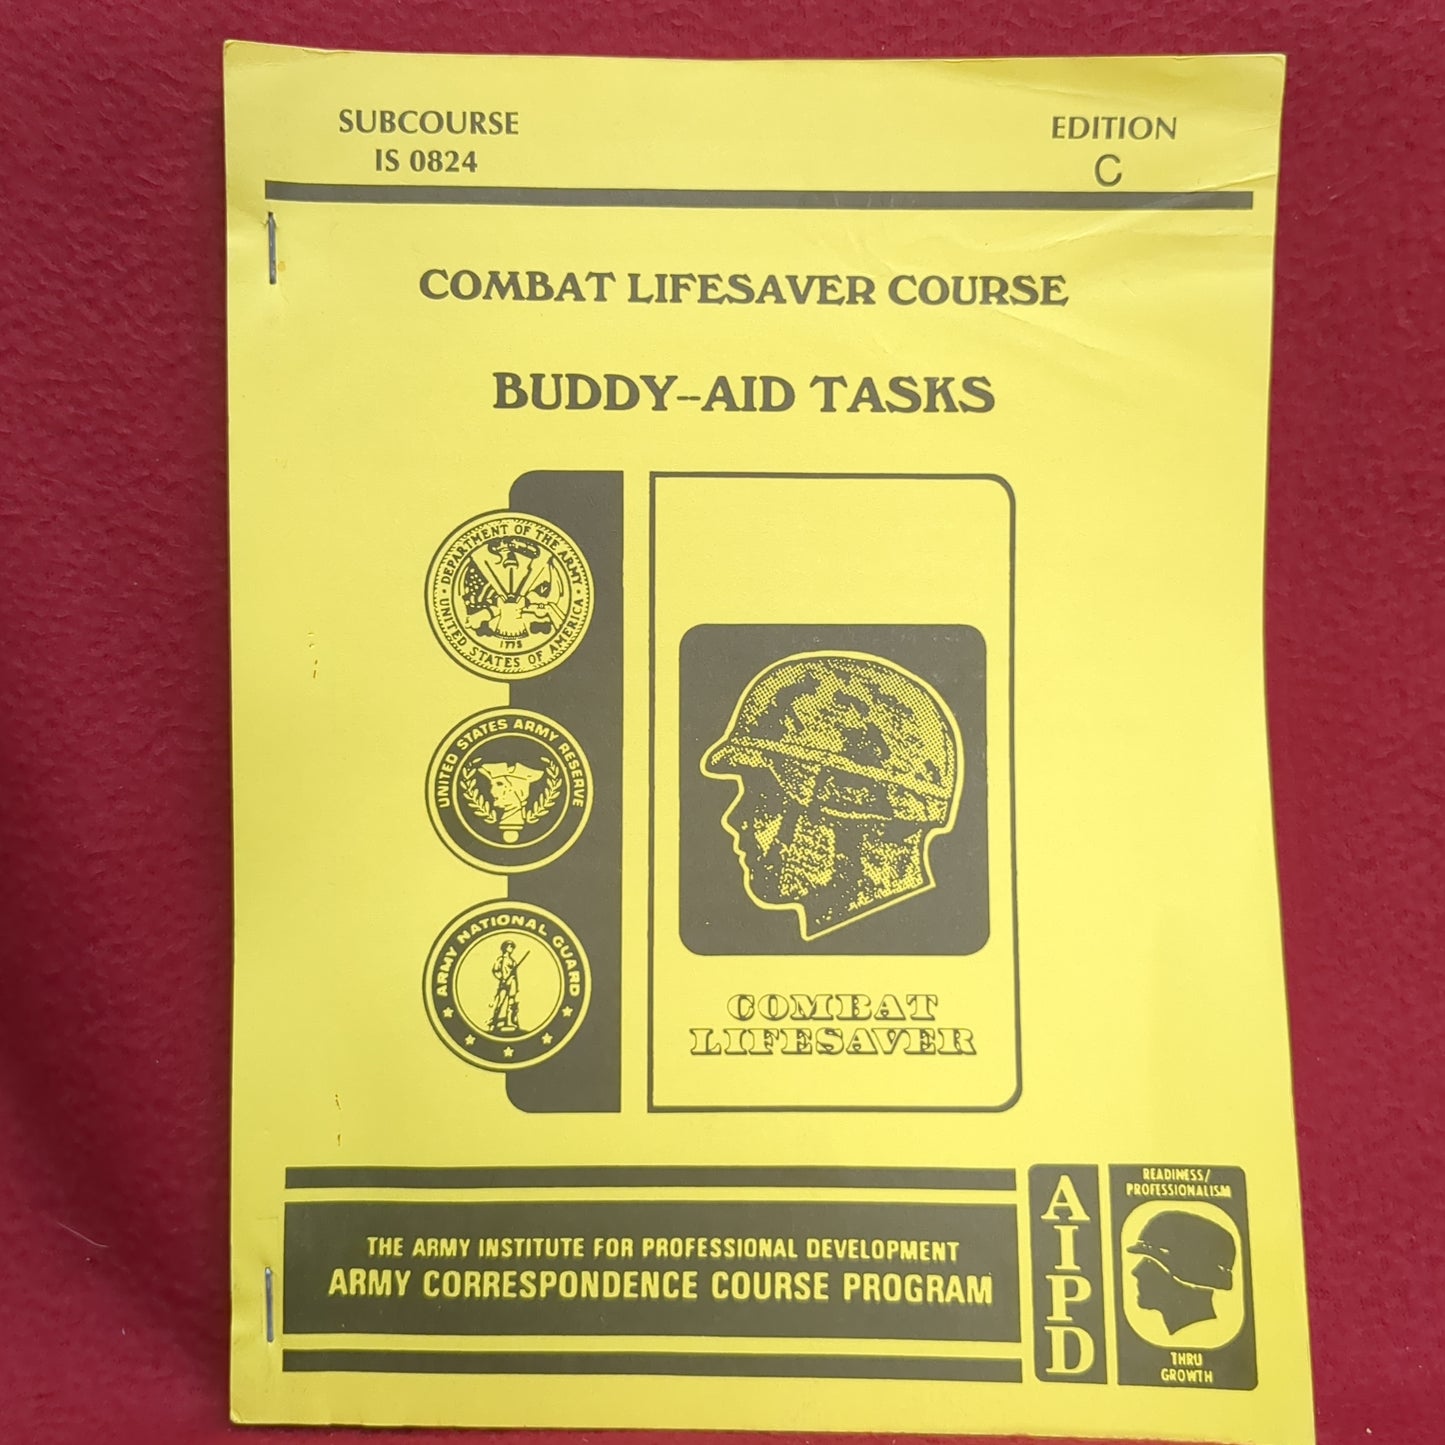 SUBCOURSE
IS 0824
EDITION
C
COMBAT LIFESAVER COURSE
BUDDY--AID TASKS
DEPARTMENT OF THE ARMY
UNITED STATES OF AMERICA
1775
UNITED STATES ARMY RESERVE
ARMY NATIONAL GUARD
COMBAT
LIFESAVER
THE ARMY INSTITUTE FOR PROFESSIONAL DEVELOPMENT
ARMY CORRESPONDENCE COURSE PROGRAM
AIPD
READINESS/
PROFESSIONALISM
THRU
GROWTH